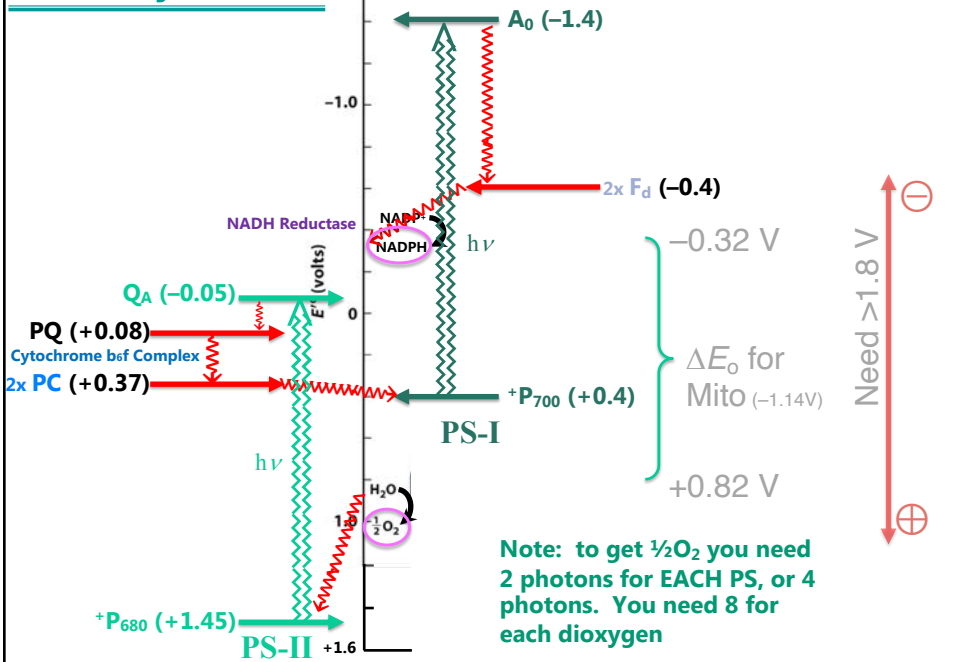 A₀ (−1.4)
−1.0
2x Fd (−0.4)
NADH Reductase
NADP⁺
NADPH
hν
−0.32 V
E′° (volts)
QA (−0.05)
0
PQ (+0.08)
Cytochrome b₆f Complex
2x PC (+0.37)
⁺P₇₀₀ (+0.4)
PS-I
ΔEₒ for
Mito (−1.14V)
Need >1.8 V
−
+
hν
+0.82 V
H₂O
1.0
½O₂
Note: to get ½O₂ you need
2 photons for EACH PS, or 4
photons. You need 8 for
each dioxygen
⁺P₆₈₀ (+1.45)
PS-II
+1.6